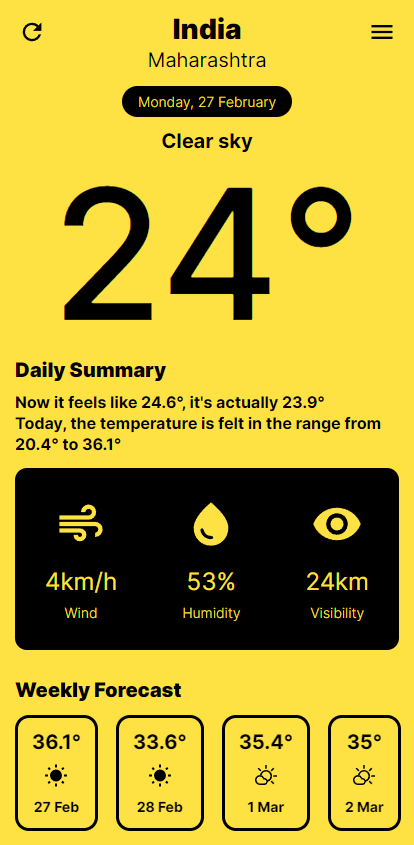 India
Maharashtra
Monday, 27 February
Clear sky
24°
Daily Summary
Now it feels like 24.6°, it's actually 23.9°
Today, the temperature is felt in the range from
20.4° to 36.1°
4km/h 53% 24km
Wind Humidity Visibility
Weekly Forecast
36.1° 33.6° 35.4° 35°
27 Feb 28 Feb 1 Mar 2 Mar